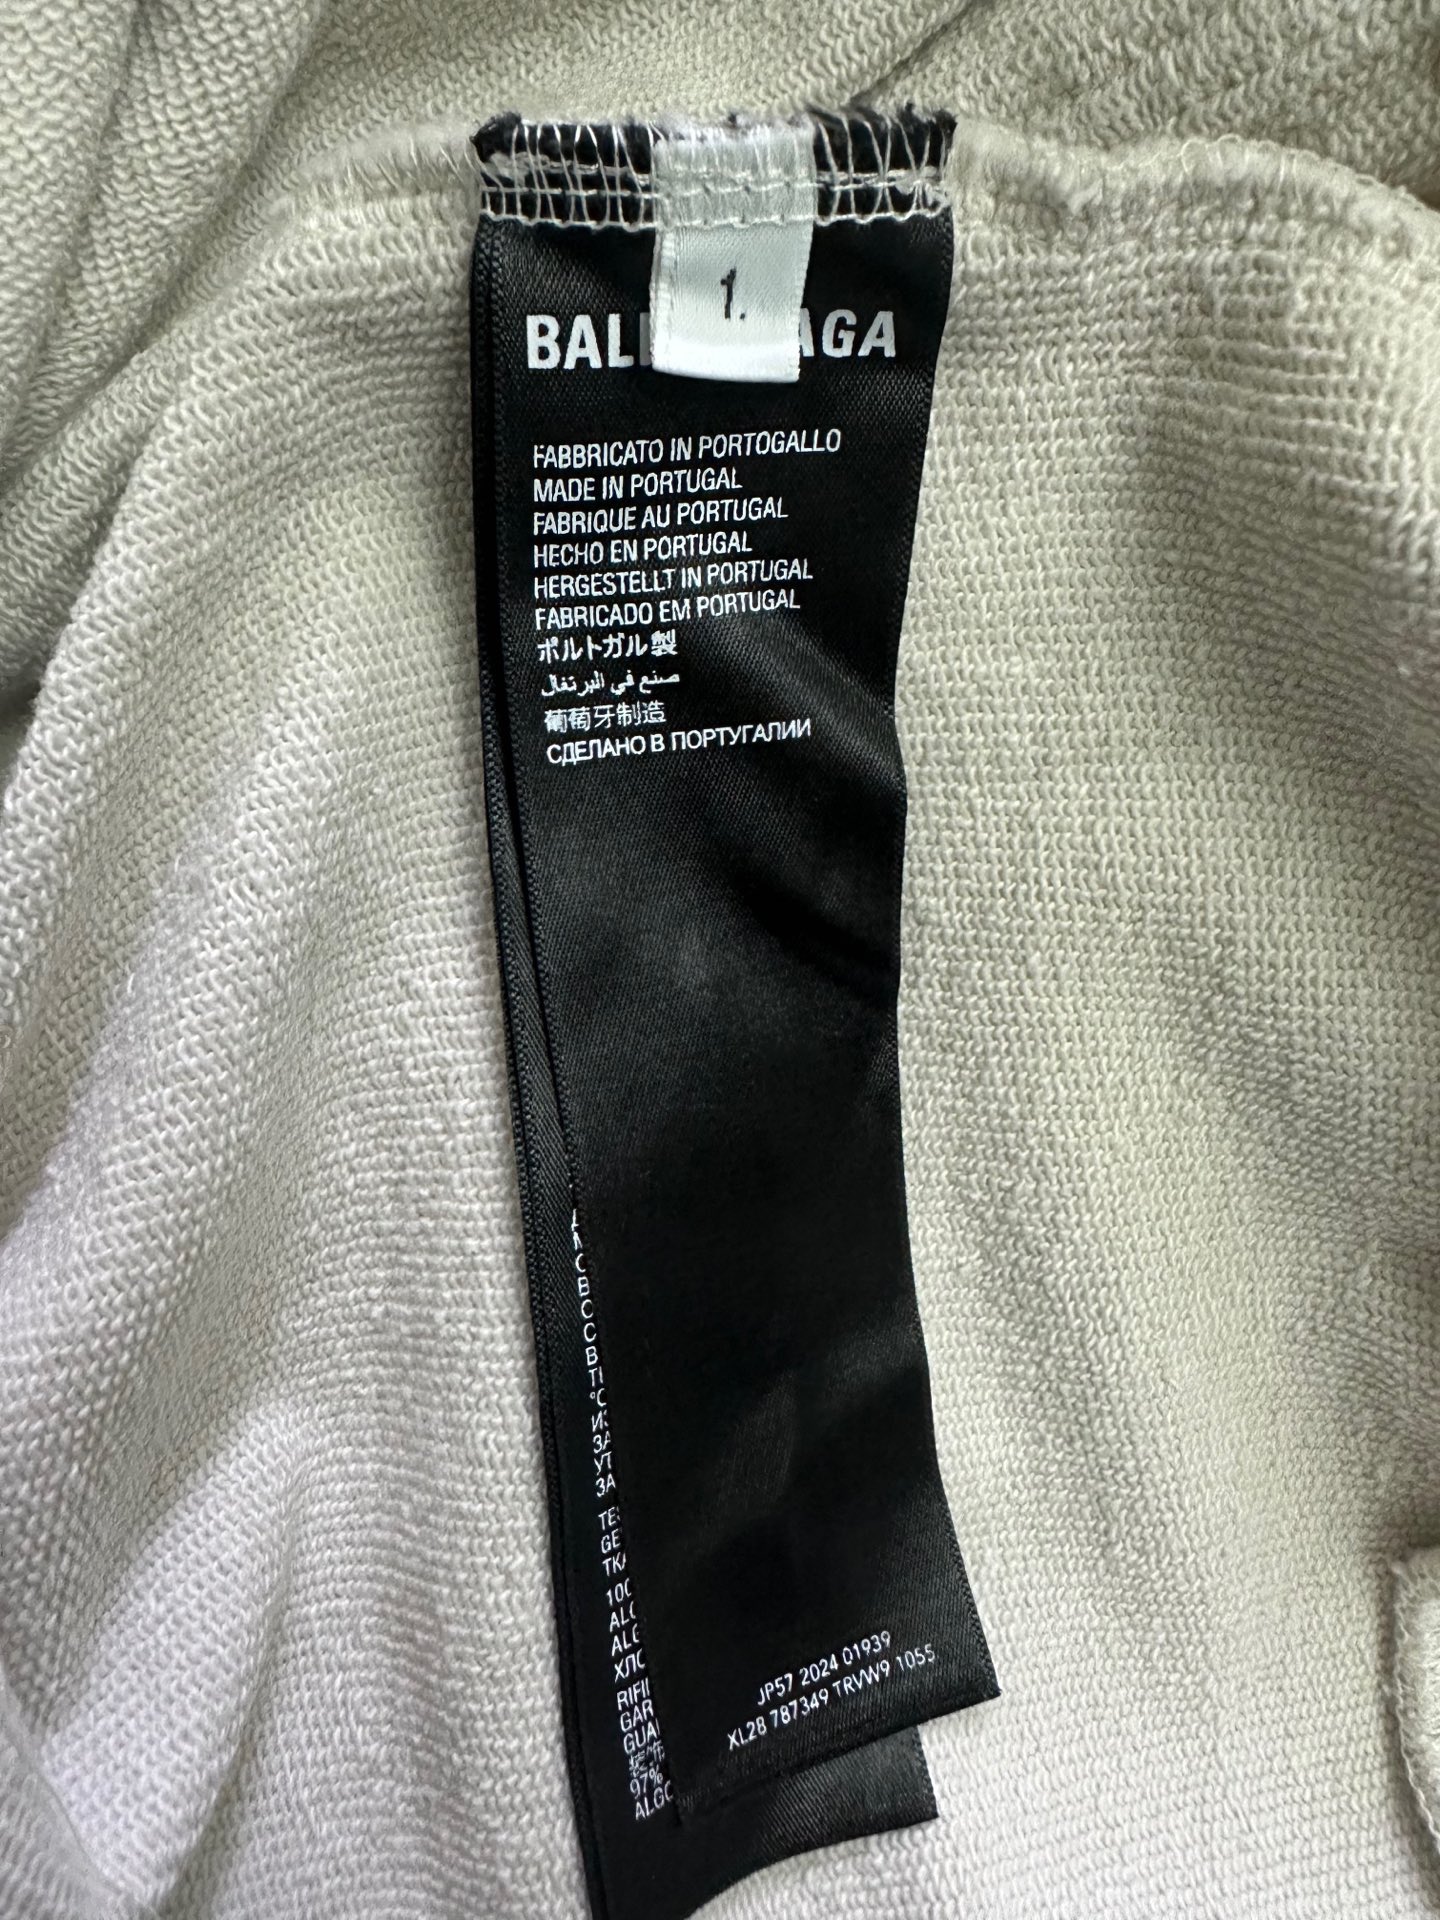 1.
BAL AGA
FABBRICATO IN PORTOGALLO
MADE IN PORTUGAL
FABRIQUE AU PORTUGAL
HECHO EN PORTUGAL
HERGESTELLT IN PORTUGAL
FABRICADO EM PORTUGAL
ポルトガル製
صنع في البرتغال
葡萄牙制造
СДЕЛАНО В ПОРТУГАЛИИ
JP57 2024 01939
XL28 787349 TRVW9 1055
97%